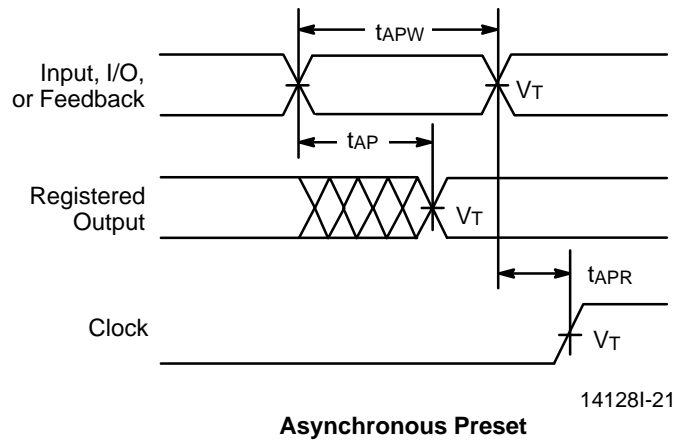 tAPW
Input, I/O,
or Feedback
VT
tAP
Registered
Output
VT
tAPR
Clock
VT
14128I-21
Asynchronous Preset